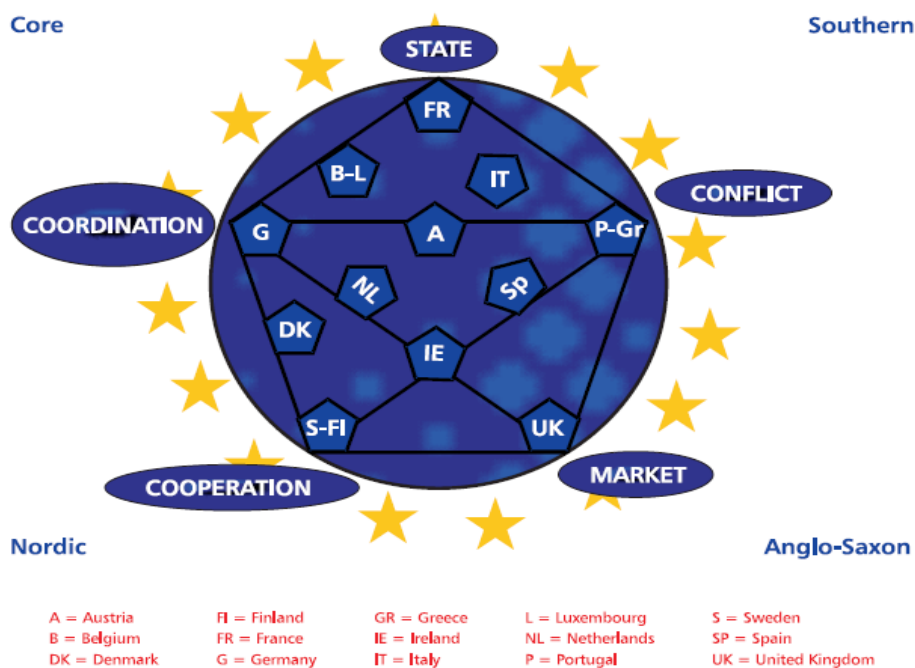 Core
Southern
STATE
FR
B–L
IT
CONFLICT
COORDINATION
G
A
P-Gr
NL
Sp
DK
IE
S-FI
UK
COOPERATION
MARKET
Nordic
Anglo-Saxon
A = Austria
FI = Finland
GR = Greece
L = Luxembourg
S = Sweden
B = Belgium
FR = France
IE = Ireland
NL = Netherlands
SP = Spain
DK = Denmark
G = Germany
IT = Italy
P = Portugal
UK = United Kingdom